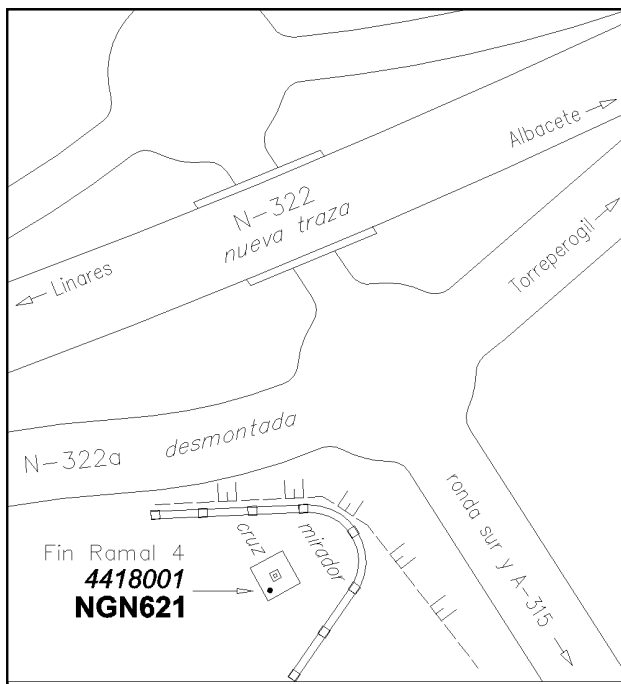 Albacete
N-322
nueva traza
Linares
Torreperogil
N-322a
desmontada
ronda sur y A-315
cruz
mirador
Fin Ramal 4
4418001
NGN621